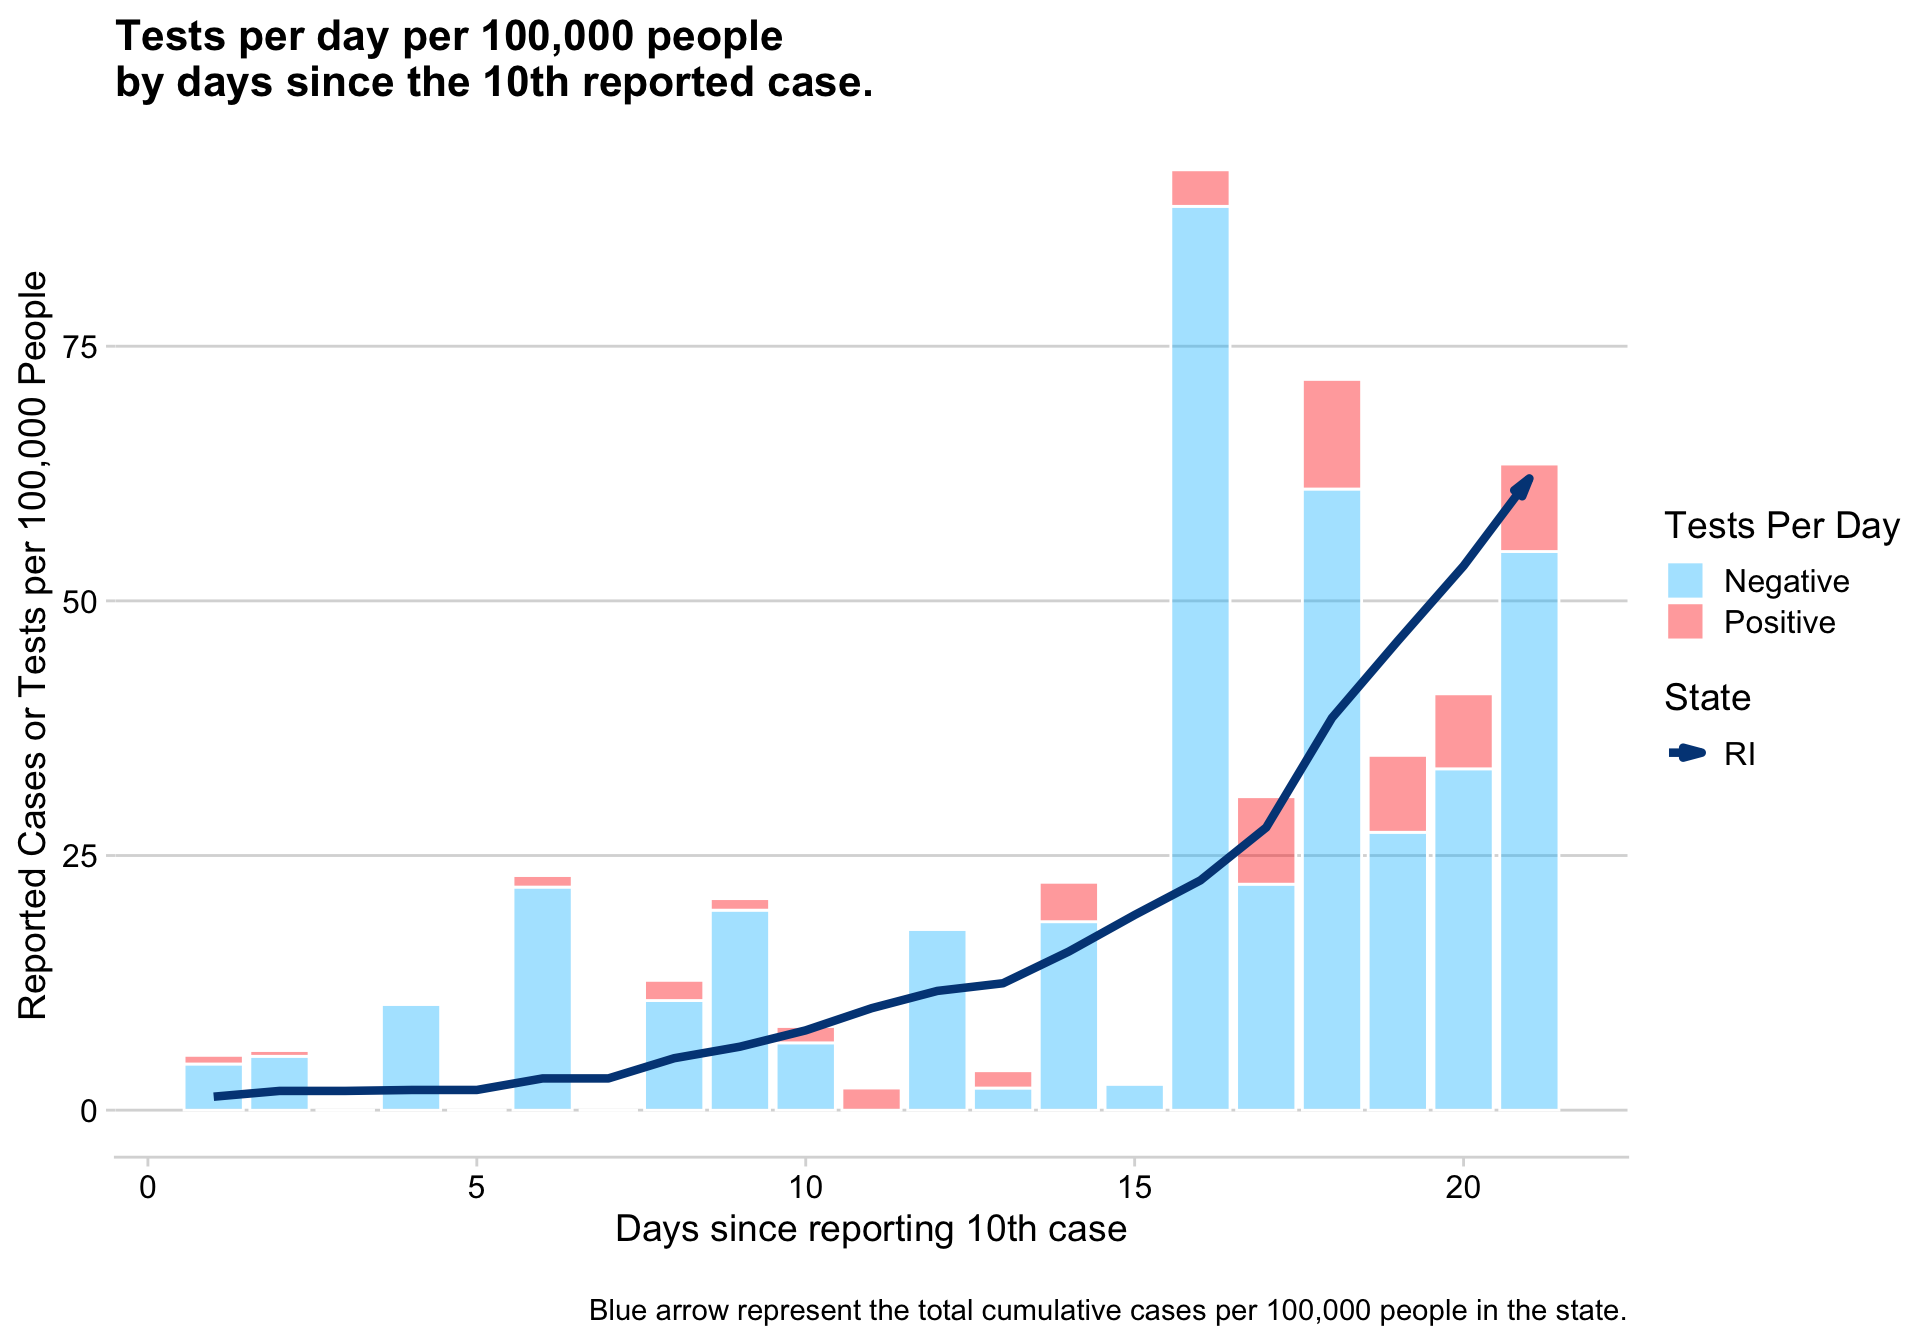 Tests per day per 100,000 people
by days since the 10th reported case.
Reported Cases or Tests per 100,000 People
75
50
25
0
0 5 10 15 20
Days since reporting 10th case
Tests Per Day
Negative
Positive
State
RI
Blue arrow represent the total cumulative cases per 100,000 people in the state.